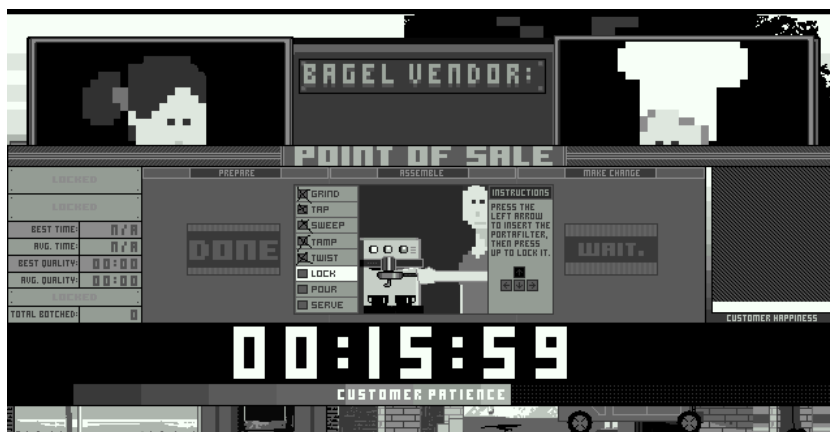 BAGEL VENDOR:
POINT OF SALE
PREPARE
ASSEMBLE
MAKE CHANGE
LOCKED
LOCKED
BEST TIME: N/A
AVG. TIME: N/A
BEST QUALITY: 00:00
AVG. QUALITY: 00:00
LOCKED
TOTAL BOTCHED: 0
DONE
GRIND
TAP
SWEEP
TAMP
TWIST
LOCK
POUR
SERVE
INSTRUCTIONS
PRESS THE
LEFT ARROW
TO INSERT THE
PORTAFILTER,
THEN PRESS
UP TO LOCK IT.
WAIT.
CUSTOMER HAPPINESS
00:15:59
CUSTOMER PATIENCE